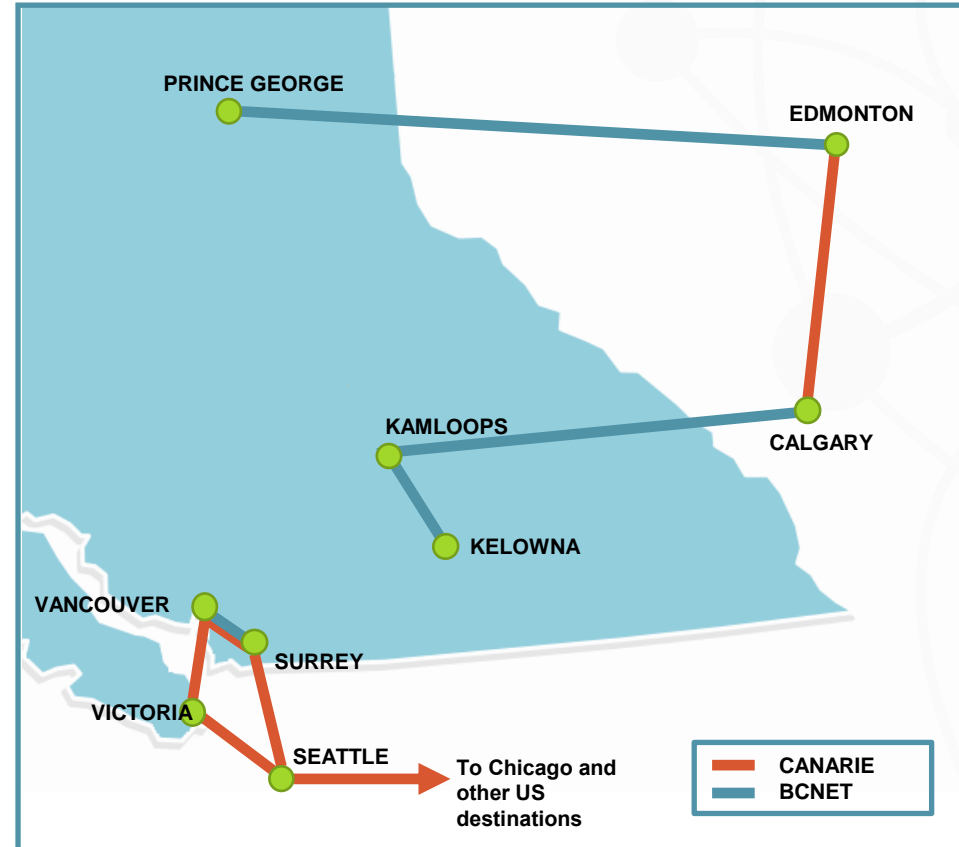 PRINCE GEORGE
EDMONTON
KAMLOOPS
CALGARY
KELOWNA
VANCOUVER
SURREY
VICTORIA
SEATTLE
To Chicago and
other US
destinations
CANARIE
BCNET